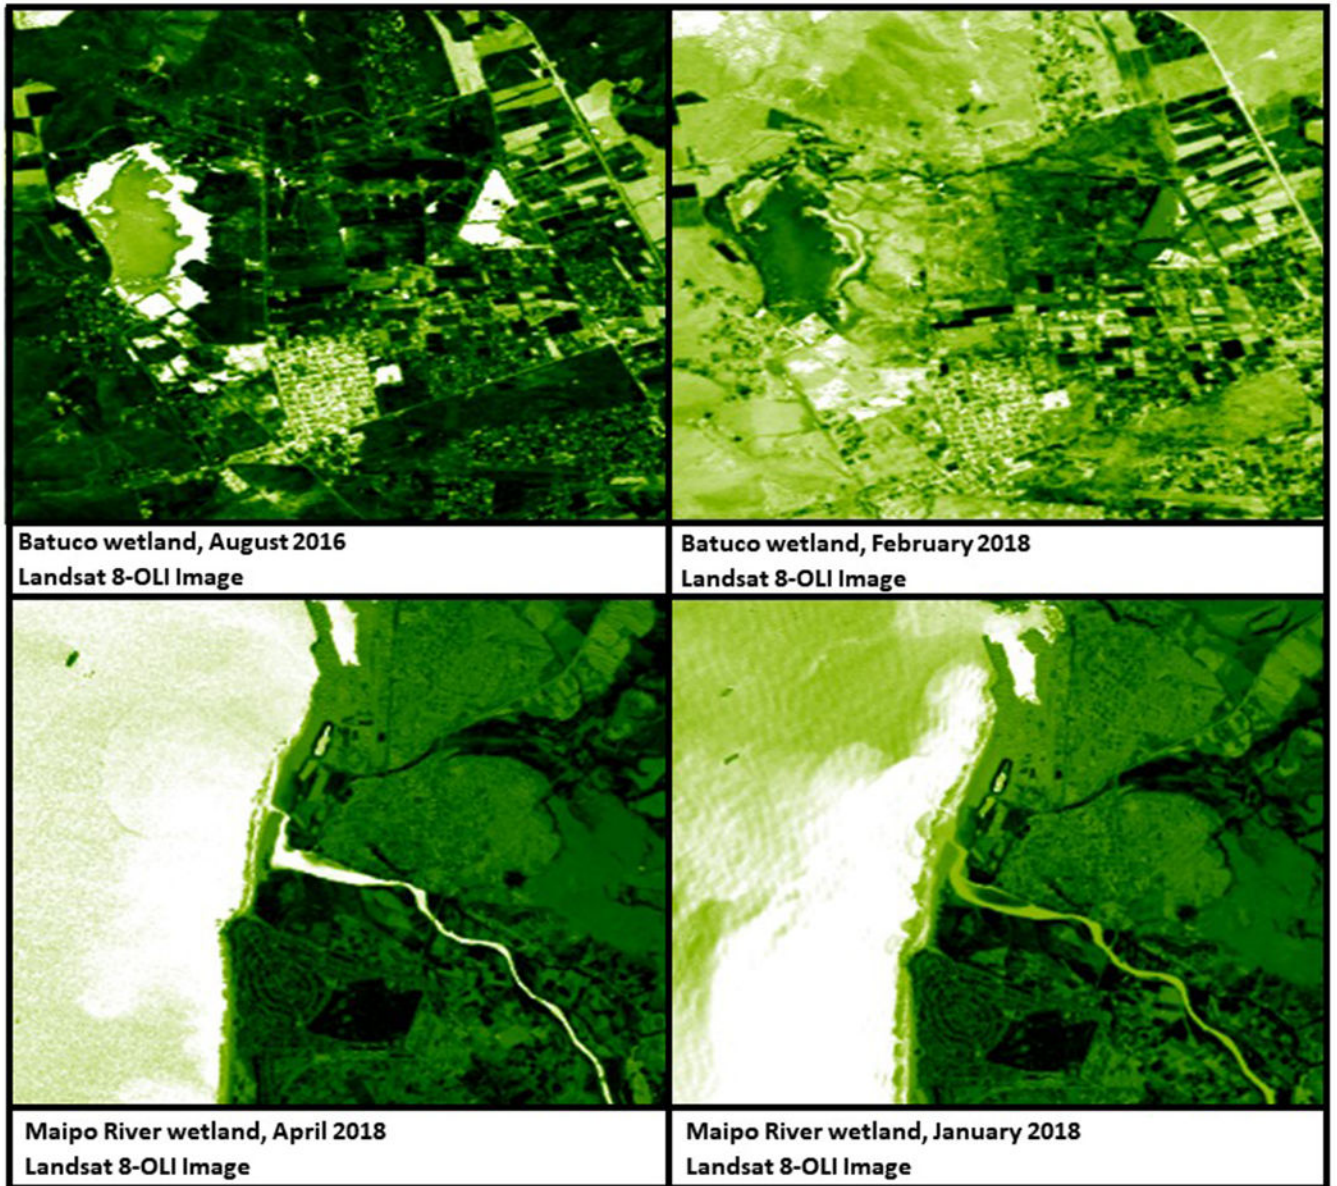 Batuco wetland, August 2016
Landsat 8-OLI Image
Batuco wetland, February 2018
Landsat 8-OLI Image
Maipo River wetland, April 2018
Landsat 8-OLI Image
Maipo River wetland, January 2018
Landsat 8-OLI Image